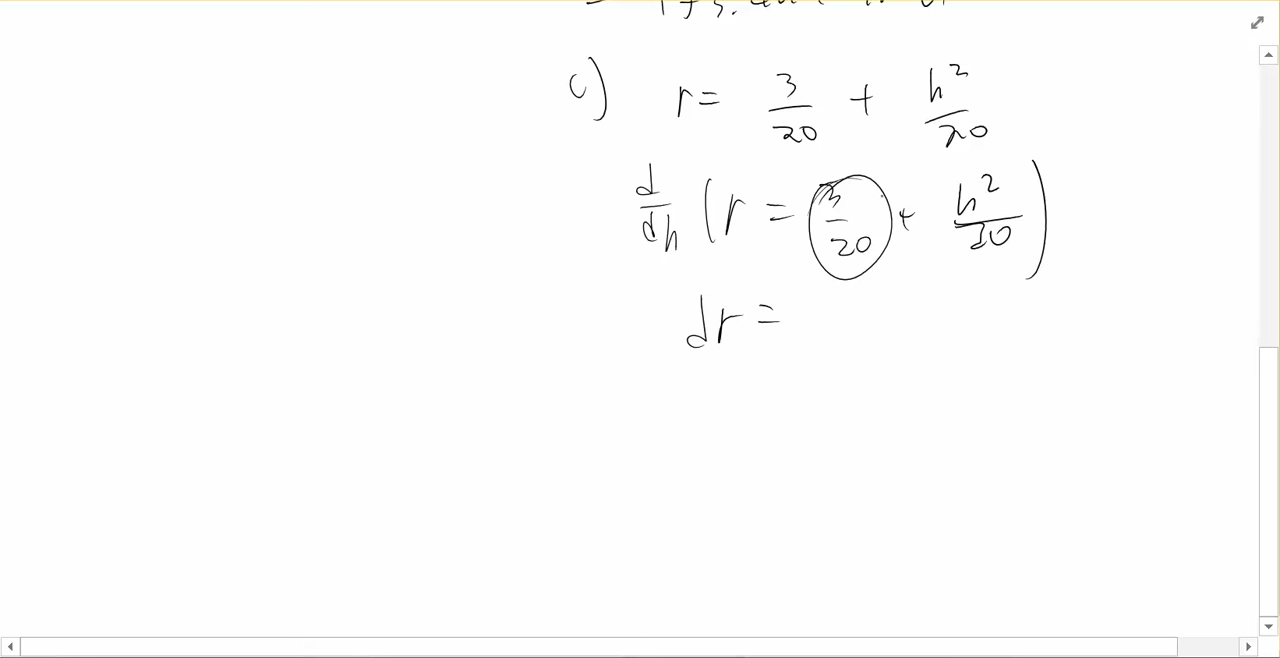 c) r = 3/20 + h²/20
d/dh (r = 3/20 + h²/20)
dr =